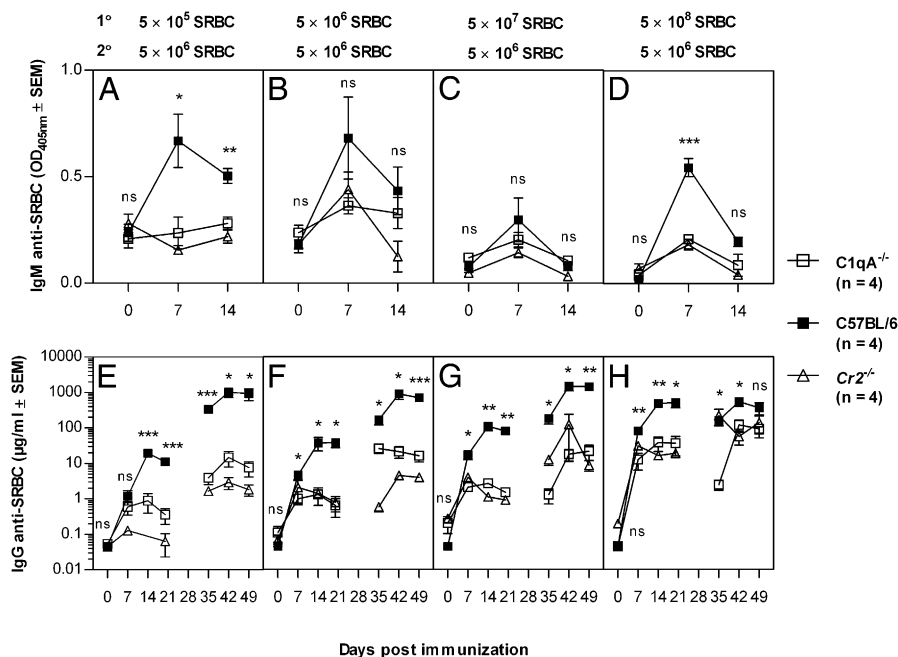 1° 5 × 10⁵ SRBC 5 × 10⁶ SRBC 5 × 10⁷ SRBC 5 × 10⁸ SRBC
2° 5 × 10⁶ SRBC 5 × 10⁶ SRBC 5 × 10⁶ SRBC 5 × 10⁶ SRBC
IgM anti-SRBC (OD405nm ± SEM)
1.0
0.5
0.0
A
ns * **
0 7 14
B
ns ns ns
0 7 14
C
ns ns ns
0 7 14
D
ns *** ns
0 7 14
C1qA-/-
(n = 4)
C57BL/6
(n = 4)
Cr2-/-
(n = 4)
IgG anti-SRBC (µg/ml ± SEM)
10000
1000
100
10
1
0.1
0.01
E
ns ns *** *** *** * *
0 7 14 21 28 35 42 49
F
ns * * * * * ***
0 7 14 21 28 35 42 49
G
ns * ** ** * * **
0 7 14 21 28 35 42 49
H
ns ** ** * * * ns
0 7 14 21 28 35 42 49
Days post immunization